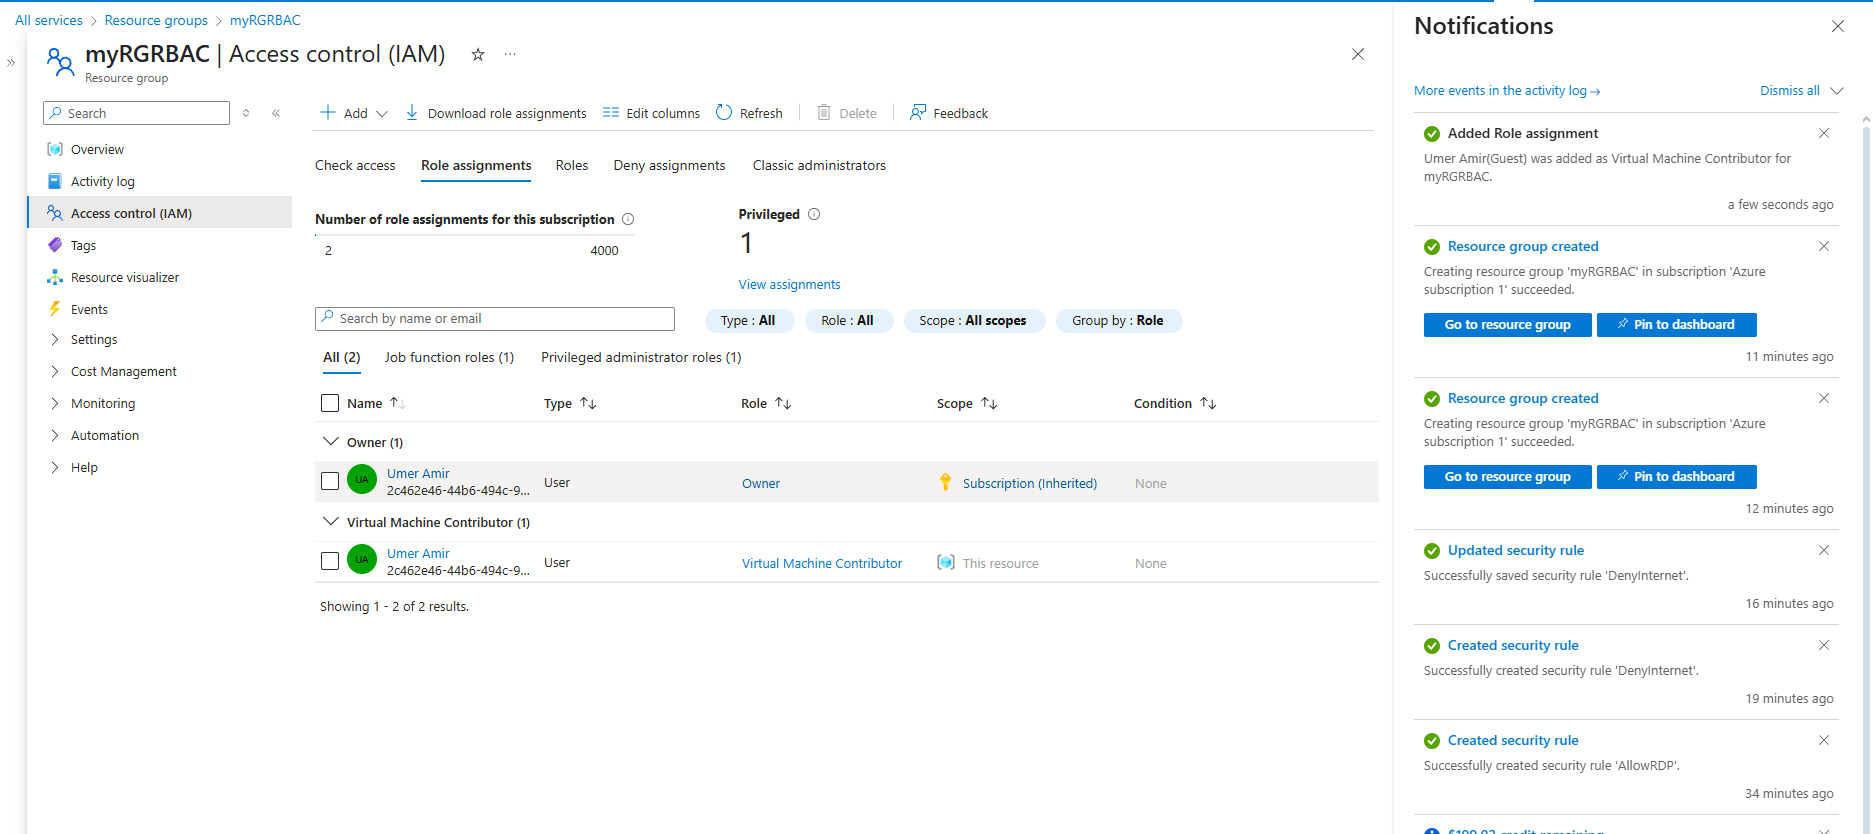 All services > Resource groups > myRGRBAC
myRGRBAC | Access control (IAM)
Resource group
Search
Overview
Activity log
Access control (IAM)
Tags
Resource visualizer
Events
Settings
Cost Management
Monitoring
Automation
Help
Add
Download role assignments
Edit columns
Refresh
Delete
Feedback
Check access
Role assignments
Roles
Deny assignments
Classic administrators
Number of role assignments for this subscription
2
4000
Privileged
1
View assignments
Search by name or email
Type : All
Role : All
Scope : All scopes
Group by : Role
All (2)
Job function roles (1)
Privileged administrator roles (1)
Name
Type
Role
Scope
Condition
Owner (1)
UA
Umer Amir
2c462e46-44b6-494c-9...
User
Owner
Subscription (Inherited)
None
Virtual Machine Contributor (1)
UA
Umer Amir
2c462e46-44b6-494c-9...
User
Virtual Machine Contributor
This resource
None
Showing 1 - 2 of 2 results.
Notifications
More events in the activity log →
Dismiss all
Added Role assignment
Umer Amir(Guest) was added as Virtual Machine Contributor for
myRGRBAC.
a few seconds ago
Resource group created
Creating resource group 'myRGRBAC' in subscription 'Azure
subscription 1' succeeded.
Go to resource group
Pin to dashboard
11 minutes ago
Resource group created
Creating resource group 'myRGRBAC' in subscription 'Azure
subscription 1' succeeded.
Go to resource group
Pin to dashboard
12 minutes ago
Updated security rule
Successfully saved security rule 'DenyInternet'.
16 minutes ago
Created security rule
Successfully created security rule 'DenyInternet'.
19 minutes ago
Created security rule
Successfully created security rule 'AllowRDP'.
34 minutes ago
credit remaining